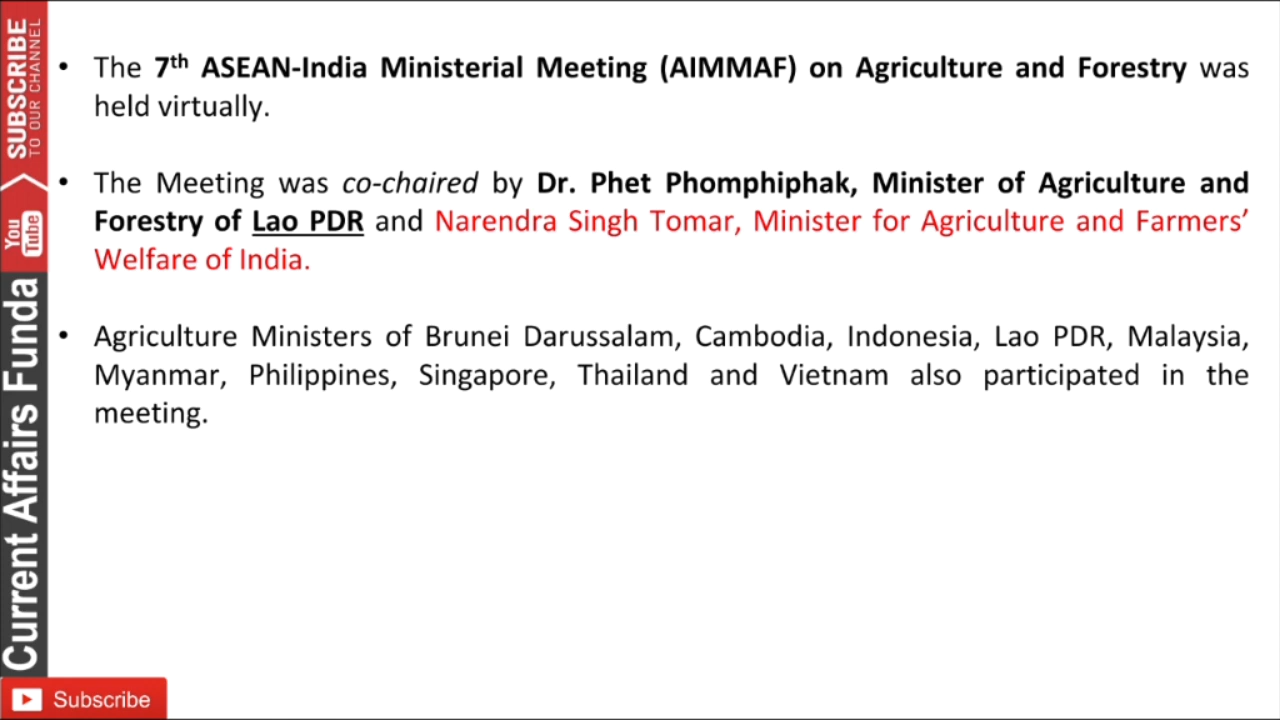 • The 7th ASEAN-India Ministerial Meeting (AIMMAF) on Agriculture and Forestry was
held virtually.
• The Meeting was co-chaired by Dr. Phet Phomphiphak, Minister of Agriculture and
Forestry of Lao PDR and Narendra Singh Tomar, Minister for Agriculture and Farmers’
Welfare of India.
• Agriculture Ministers of Brunei Darussalam, Cambodia, Indonesia, Lao PDR, Malaysia,
Myanmar, Philippines, Singapore, Thailand and Vietnam also participated in the
meeting.
SUBSCRIBE
TO OUR CHANNEL
You
Tube
Current Affairs Funda
Subscribe